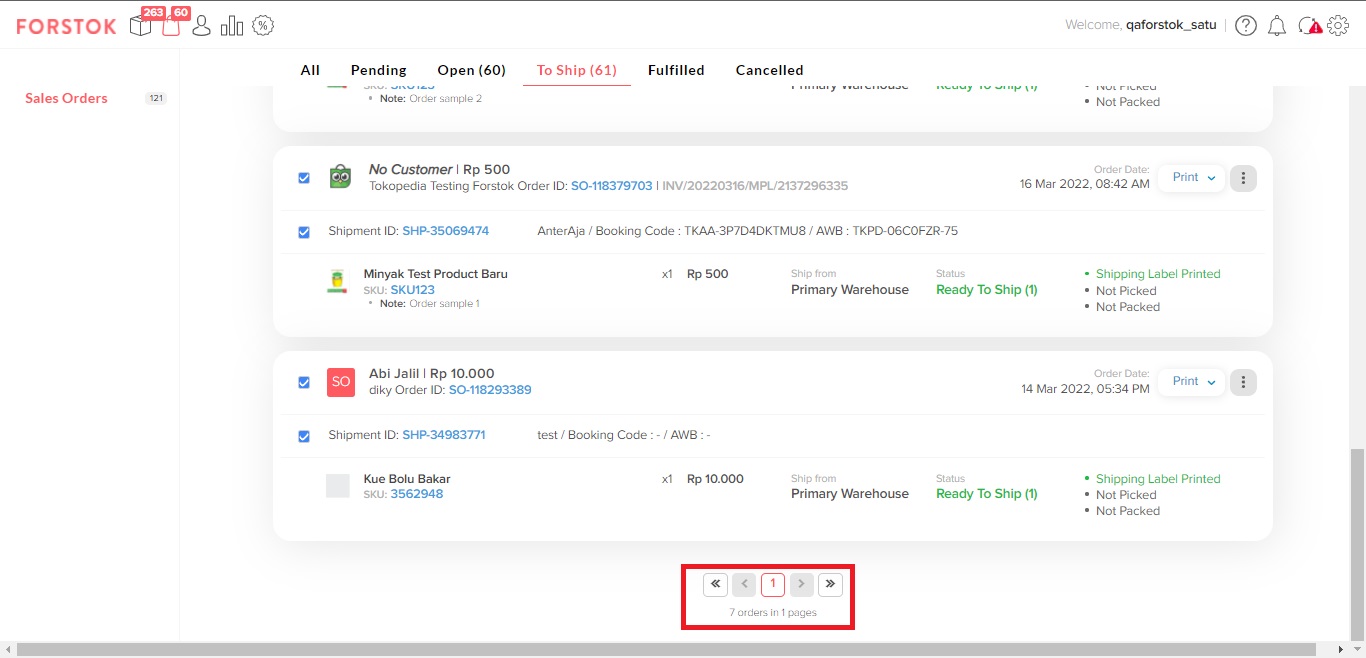 FORSTOK
263
60
%
Welcome, qaforstok_satu
All
Pending
Open (60)
To Ship (61)
Fulfilled
Cancelled
Sales Orders
121
SKU: SKU123
Note: Order sample 2
Primary Warehouse
Ready To Ship (1)
Not Picked
Not Packed
No Customer | Rp 500
Tokopedia Testing Forstok Order ID: SO-118379703 | INV/20220316/MPL/2137296335
Order Date:
16 Mar 2022, 08:42 AM
Print
Shipment ID: SHP-35069474
AnterAja / Booking Code : TKAA-3P7D4DKTMU8 / AWB : TKPD-06C0FZR-75
Minyak Test Product Baru
SKU: SKU123
Note: Order sample 1
x1
Rp 500
Ship from
Primary Warehouse
Status
Ready To Ship (1)
Shipping Label Printed
Not Picked
Not Packed
SO
Abi Jalil | Rp 10.000
diky Order ID: SO-118293389
Order Date:
14 Mar 2022, 05:34 PM
Print
Shipment ID: SHP-34983771
test / Booking Code : - / AWB : -
Kue Bolu Bakar
SKU: 3562948
x1
Rp 10.000
Ship from
Primary Warehouse
Status
Ready To Ship (1)
Shipping Label Printed
Not Picked
Not Packed
« < 1 > »
7 orders in 1 pages